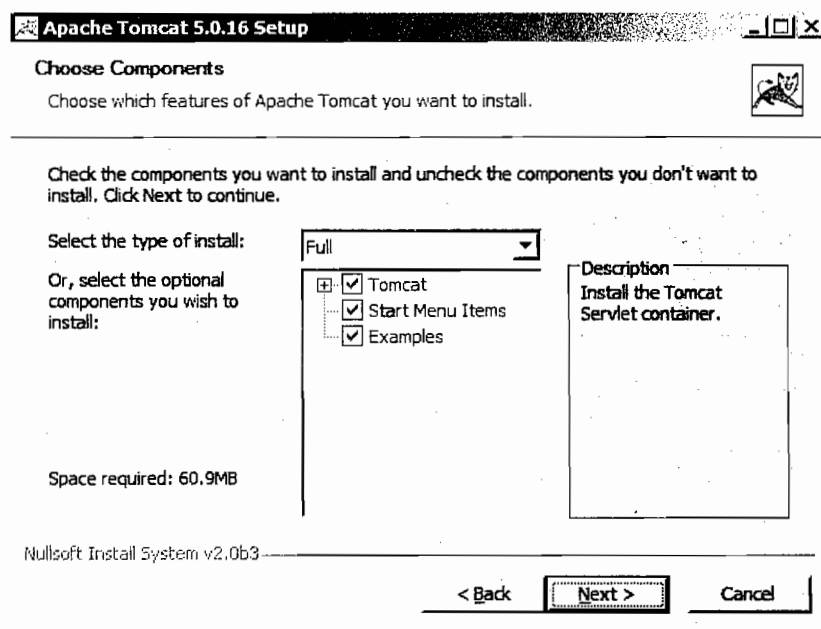 Apache Tomcat 5.0.16 Setup
Choose Components
Choose which features of Apache Tomcat you want to install.
Check the components you want to install and uncheck the components you don't want to
install. Click Next to continue.
Select the type of install:
Full
Or, select the optional
components you wish to
install:
Tomcat
Start Menu Items
Examples
Description
Install the Tomcat
Servlet container.
Space required: 60.9MB
Nullsoft Install System v2.0b3
< Back
Next >
Cancel